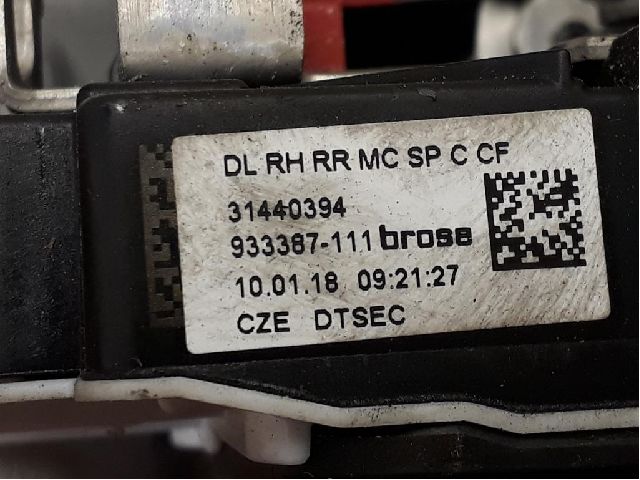 DL RH RR MC SP C CF
31440394
933387-111 brose
10.01.18 09:21:27
CZE DTSEC